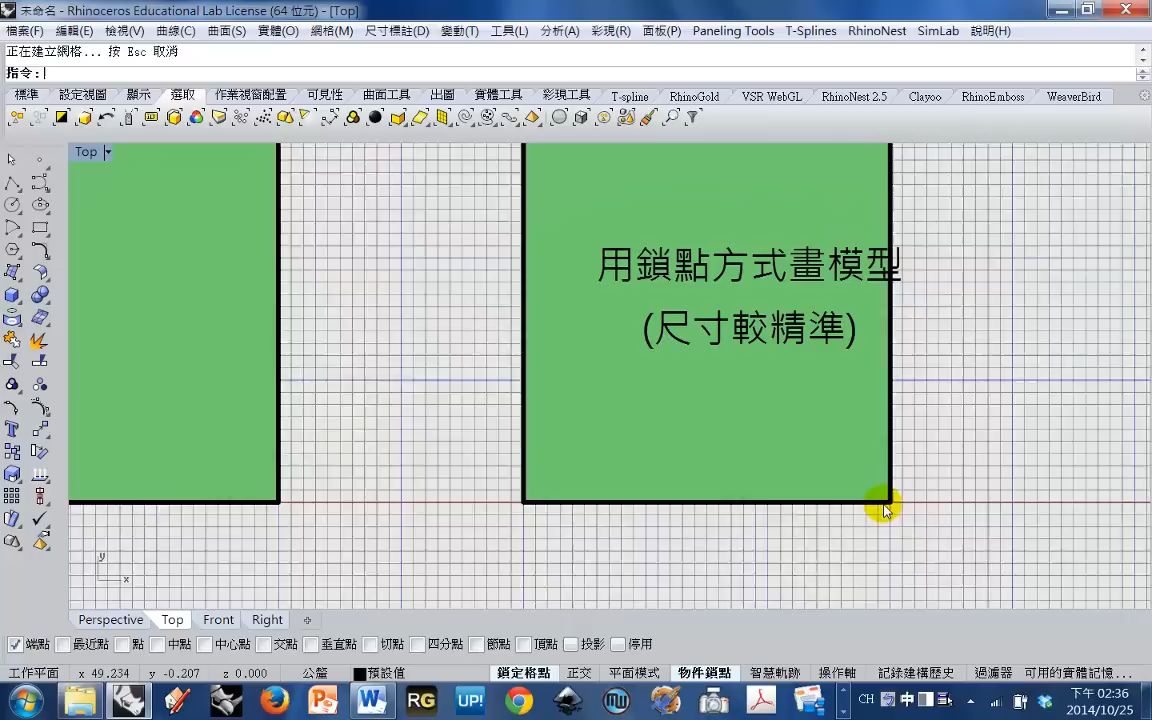 未命名 - Rhinoceros Educational Lab License (64 位元) - [Top]
檔案(F) 編輯(E) 檢視(V) 曲線(C) 曲面(S) 實體(O) 網格(M) 尺寸標註(D) 變動(T) 工具(L) 分析(A) 彩現(R) 面板(P) Paneling Tools T-Splines RhinoNest SimLab 說明(H)
正在建立網格... 按 Esc 取消
指令:
標準 設定視圖 顯示 選取 作業視窗配置 可見性 曲面工具 出圖 實體工具 彩現工具 T-spline RhinoGold VSR WebGL RhinoNest 2.5 Clayoo RhinoEmboss WeaverBird
Top
用鎖點方式畫模型
(尺寸較精準)
y
x
Perspective Top Front Right
端點 最近點 點 中點 中心點 交點 垂直點 切點 四分點 節點 頂點 投影 停用
工作平面 x 49.234 y -0.207 z 0.000 公釐 預設值 鎖定格點 正交 平面模式 物件鎖點 智慧軌跡 操作軸 記錄建構歷史 過濾器 可用的實體記憶...
RG UP! CH 中 下午 02:36
2014/10/25